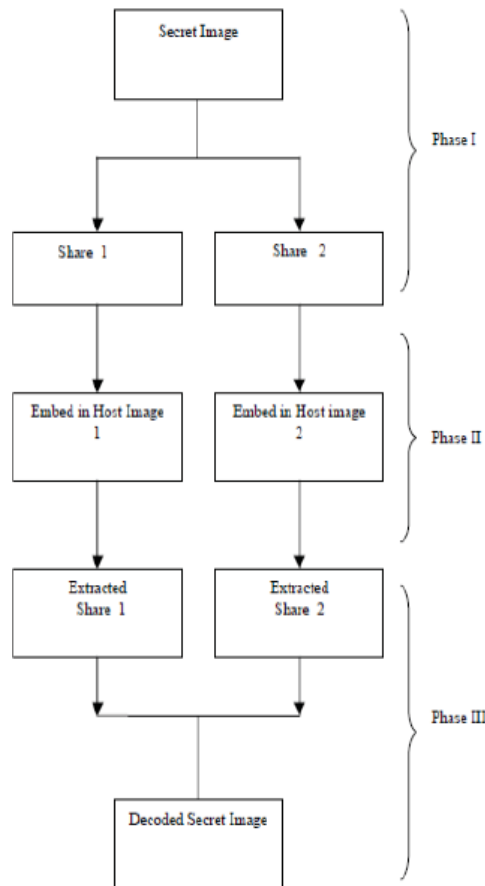 Secret Image
Phase I
Share 1
Share 2
Embed in Host Image
1
Embed in Host image
2
Phase II
Extracted
Share 1
Extracted
Share 2
Phase III
Decoded Secret Image